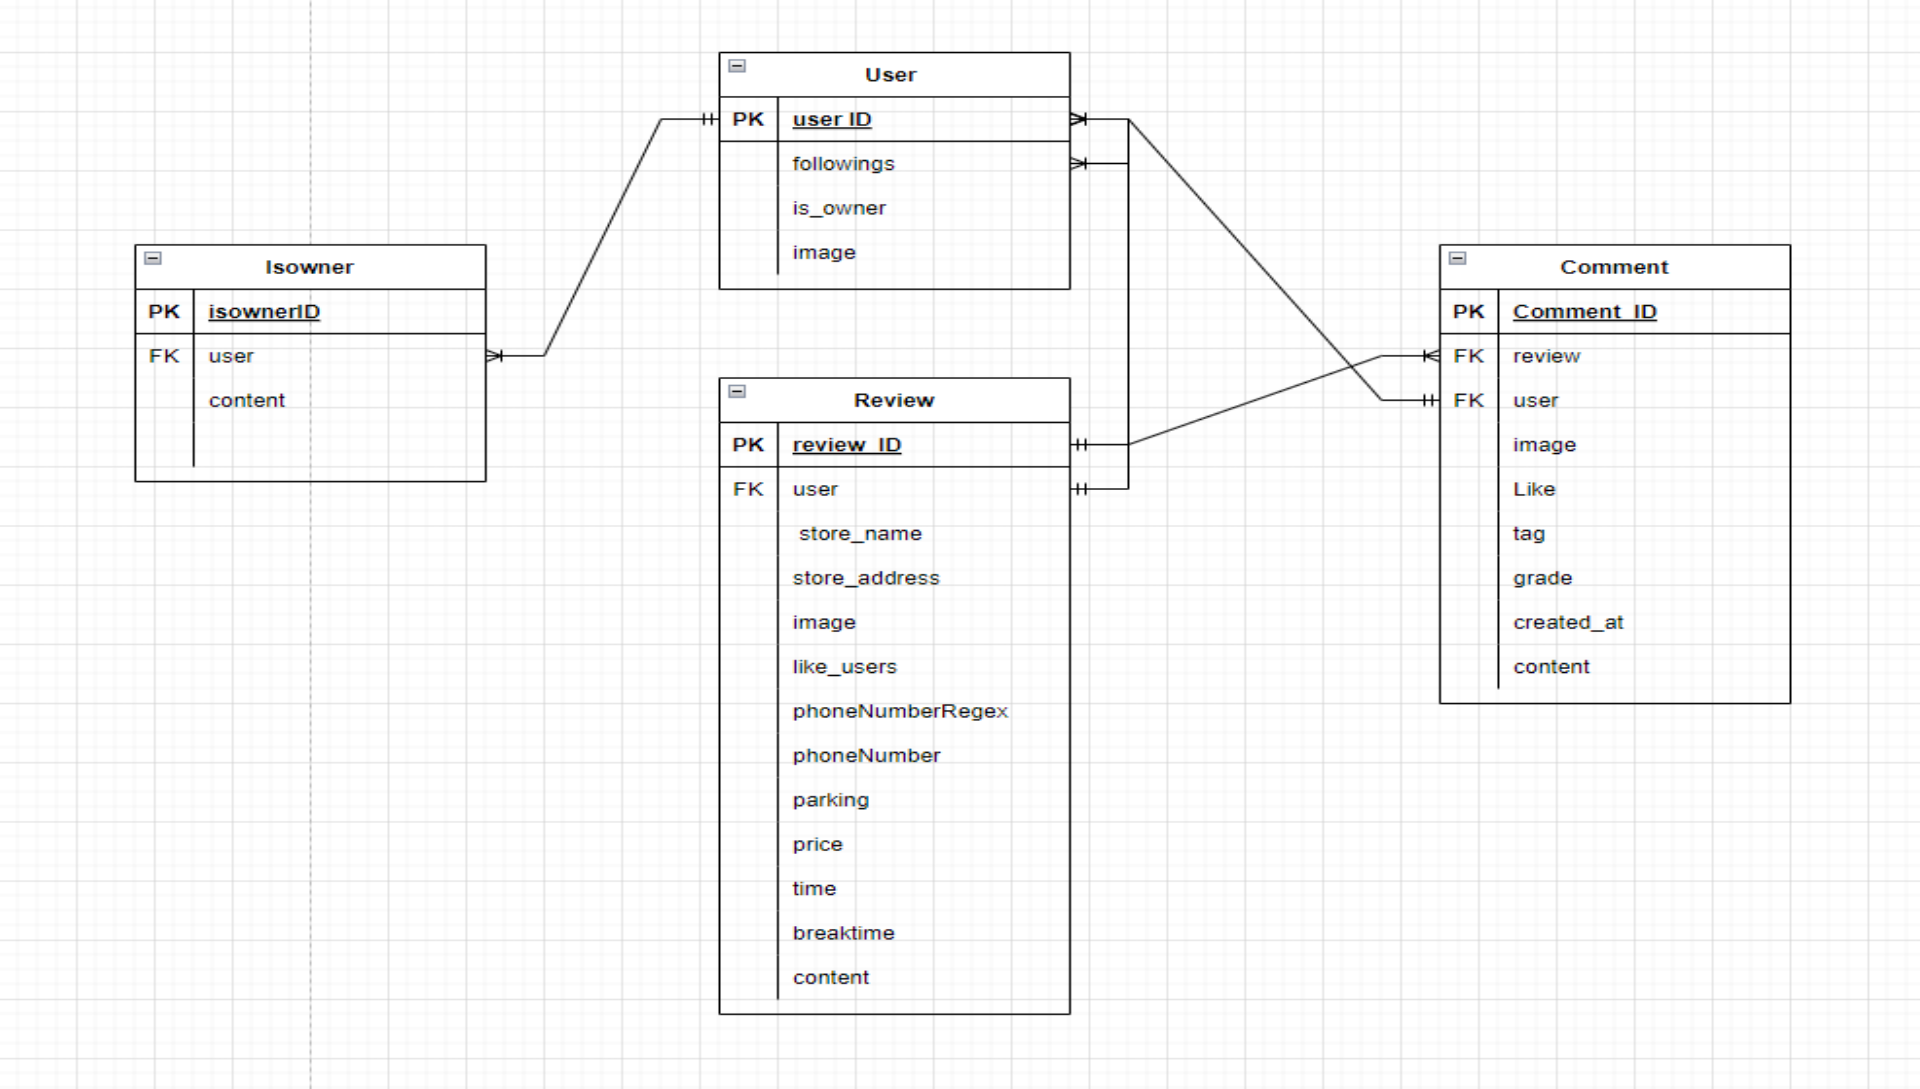 User
PK user ID
followings
is_owner
image
Isowner
PK isownerID
FK user
content
Review
PK review_ID
FK user
store_name
store_address
image
like_users
phoneNumberRegex
phoneNumber
parking
price
time
breaktime
content
Comment
PK Comment_ID
FK review
FK user
image
Like
tag
grade
created_at
content